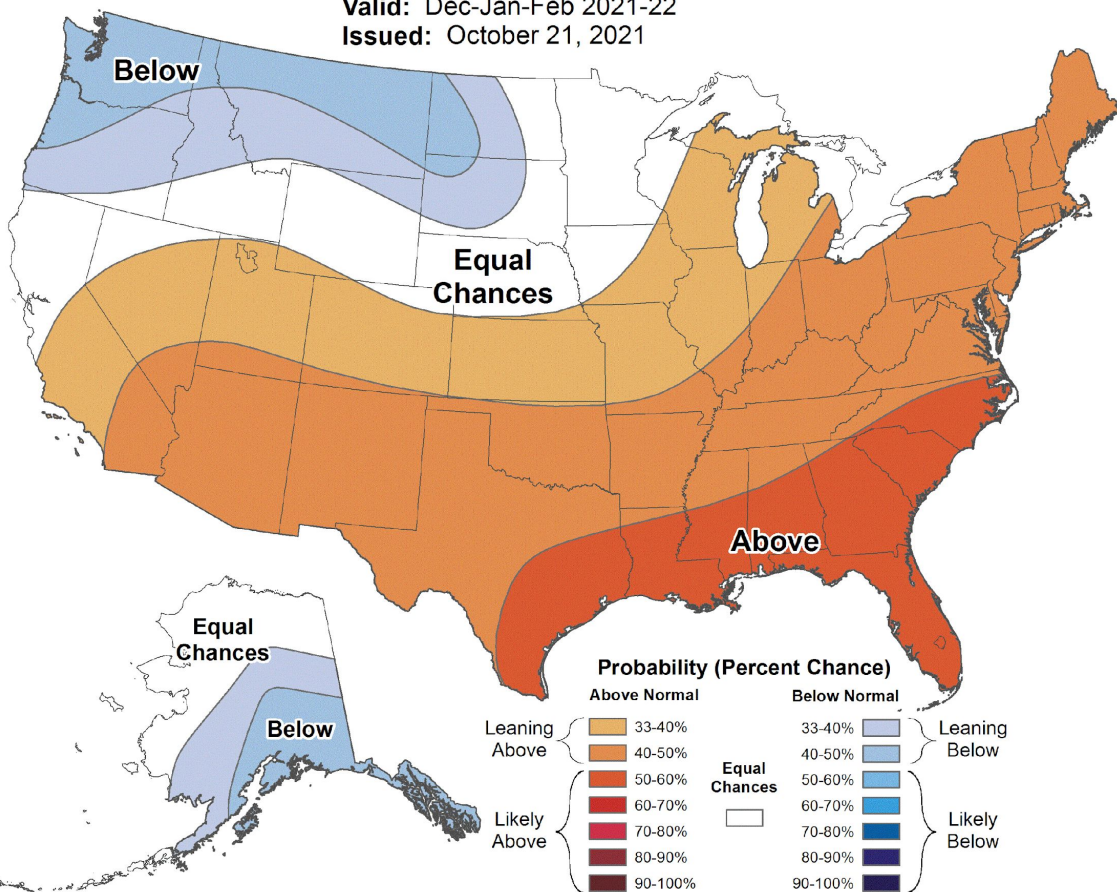 Valid: Dec-Jan-Feb 2021-22
Issued: October 21, 2021
Below
Equal
Chances
Above
Equal
Chances
Below
Probability (Percent Chance)
Above Normal
Below Normal
Leaning
Above
33-40%
40-50%
50-60%
60-70%
70-80%
80-90%
90-100%
Likely
Above
Equal
Chances
33-40%
40-50%
50-60%
60-70%
70-80%
80-90%
90-100%
Leaning
Below
Likely
Below